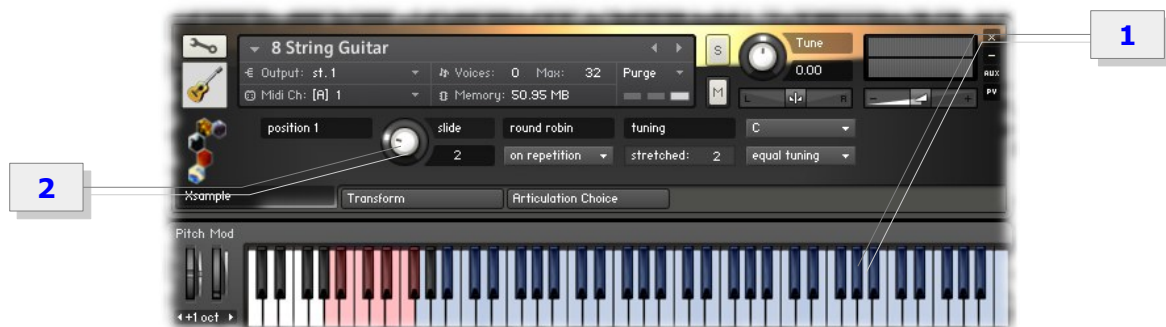 1
2
8 String Guitar
S
Tune
×
–
Output: st. 1
Voices: 0 Max: 32
Purge
0.00
AUX
Midi Ch: [A] 1
Memory: 50.95 MB
M
L
R
-
+
PV
position 1
slide
round robin
tuning
C
2
on repetition
stretched: 2
equal tuning
Xsample
Transform
Articulation Choice
Pitch Mod
+1 oct